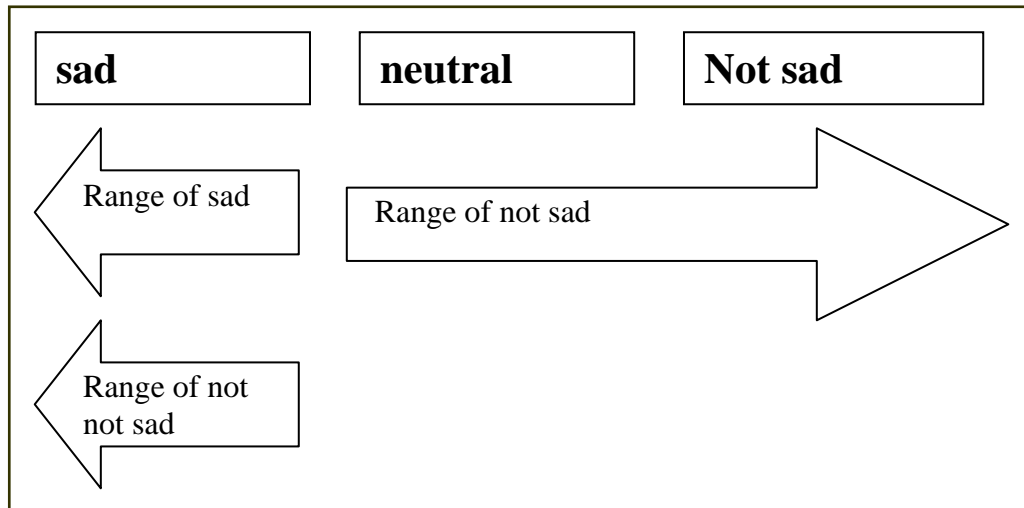 sad
neutral
Not sad
Range of sad
Range of not sad
Range of not
not sad